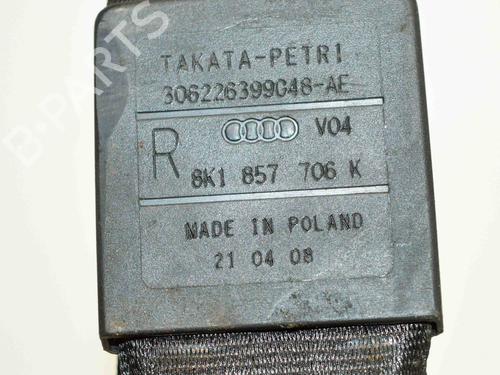 TAKATA-PETRI
306226399C48-AE
V04
R
8K1 857 706 K
MADE IN POLAND
21 04 08
B-PARTS